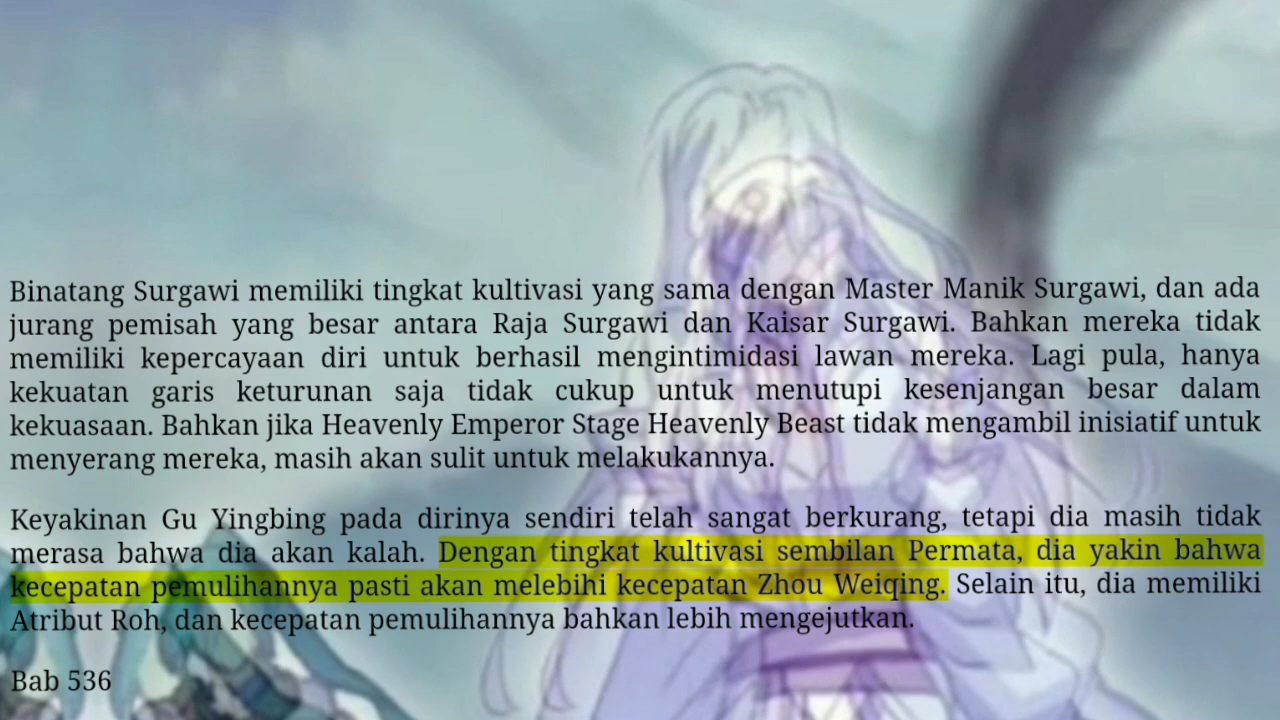 Binatang Surgawi memiliki tingkat kultivasi yang sama dengan Master Manik Surgawi, dan ada
jurang pemisah yang besar antara Raja Surgawi dan Kaisar Surgawi. Bahkan mereka tidak
memiliki kepercayaan diri untuk berhasil mengintimidasi lawan mereka. Lagi pula, hanya
kekuatan garis keturunan saja tidak cukup untuk menutupi kesenjangan besar dalam
kekuasaan. Bahkan jika Heavenly Emperor Stage Heavenly Beast tidak mengambil inisiatif untuk
menyerang mereka, masih akan sulit untuk melakukannya.
Keyakinan Gu Yingbing pada dirinya sendiri telah sangat berkurang, tetapi dia masih tidak
merasa bahwa dia akan kalah. Dengan tingkat kultivasi sembilan Permata, dia yakin bahwa
kecepatan pemulihannya pasti akan melebihi kecepatan Zhou Weiqing. Selain itu, dia memiliki
Atribut Roh, dan kecepatan pemulihannya bahkan lebih mengejutkan.
Bab 536